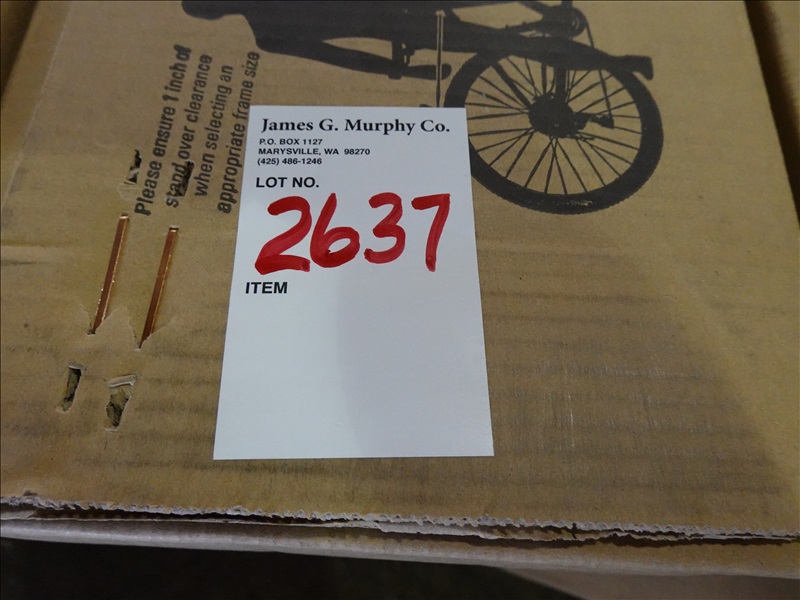 Please ensure 1 inch of
stand over clearance
when selecting an
appropriate frame size
James G. Murphy Co.
P.O. BOX 1127
MARYSVILLE, WA 98270
(425) 486-1246
LOT NO.
2637
ITEM